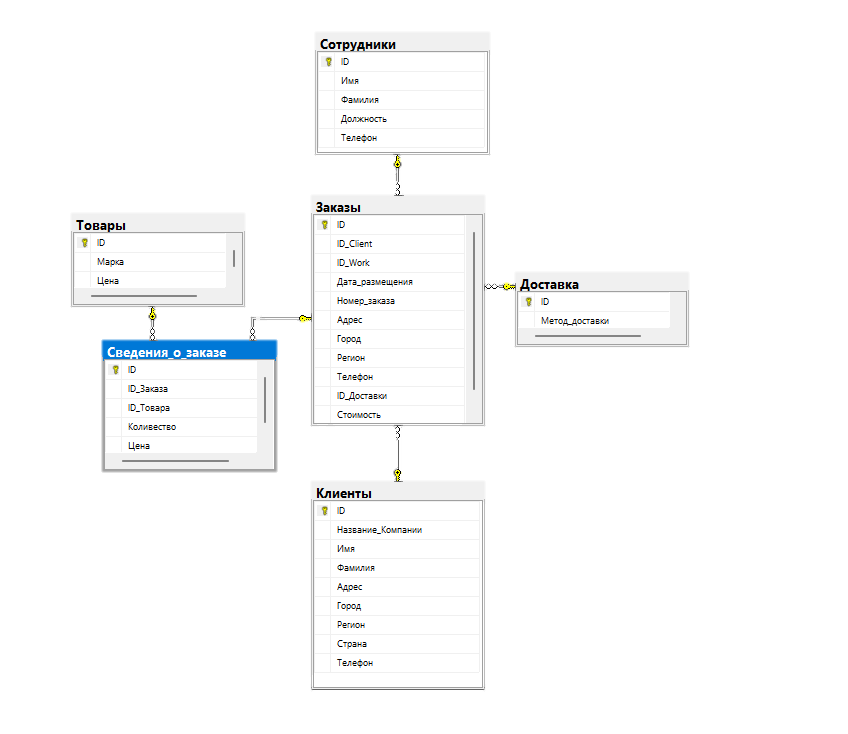 Сотрудники
ID
Имя
Фамилия
Должность
Телефон
Заказы
ID
ID_Client
ID_Work
Дата_размещения
Номер_заказа
Адрес
Город
Регион
Телефон
ID_Доставки
Стоимость
Товары
ID
Марка
Цена
Доставка
ID
Метод_доставки
Сведения_о_заказе
ID
ID_Заказа
ID_Товара
Количество
Цена
Клиенты
ID
Название_Компании
Имя
Фамилия
Адрес
Город
Регион
Страна
Телефон